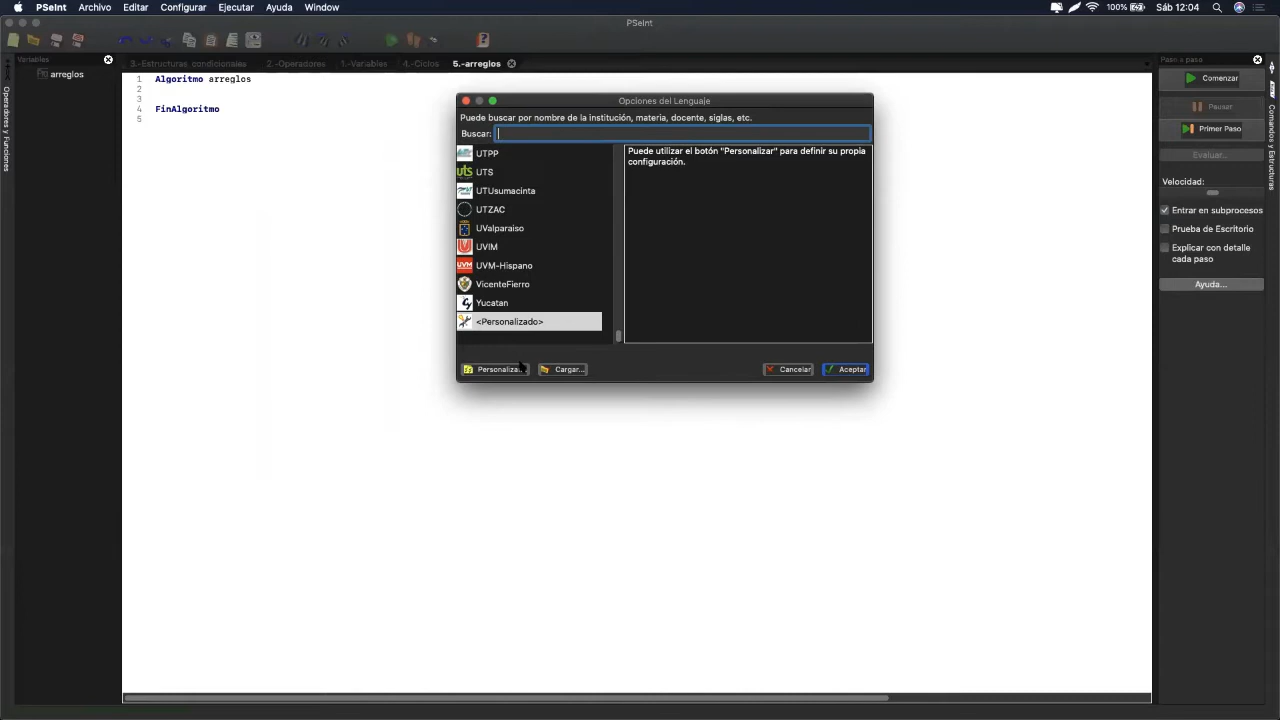 PSeInt Archivo Editar Configurar Ejecutar Ayuda Window 100% Sáb 12:04
PSeInt
Variables
3.-Estructuras_condicionales 2.-Operadores 1.-Variables 4.-Ciclos 5.-arreglos
Paso a paso
arreglos
Operadores y Funciones
1 Algoritmo arreglos
2
3
4 FinAlgoritmo
5
Opciones del Lenguaje
Puede buscar por nombre de la institución, materia, docente, siglas, etc.
Buscar:
UTPP
UTS
UTUsumacinta
UTZAC
UValparaiso
UVIM
UVM-Hispano
VicenteFierro
Yucatan
<Personalizado>
Puede utilizar el botón "Personalizar" para definir su propia
configuración.
Cargar... Cancelar Aceptar
Comenzar
Pausar
Primer Paso
Evaluar...
Velocidad:
Entrar en subprocesos
Prueba de Escritorio
Explicar con detalle
cada paso
Ayuda...
Comandos y Estructuras